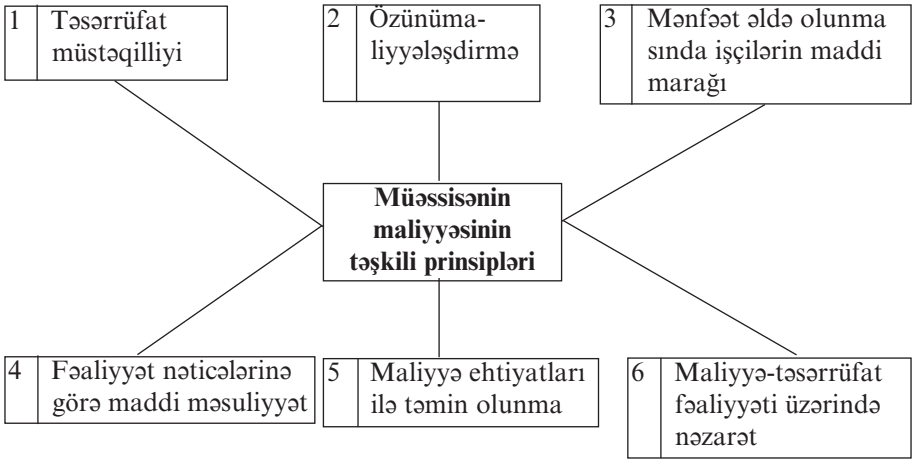 1 Təsərrüfat
müstəqilliyi
2 Özünüma-
liyyələşdirmə
3 Mənfəət əldə olunma
sında işçilərin maddi
marağı
Müəssisənin
maliyyəsinin
təşkili prinsipləri
4 Fəaliyyət nəticələrinə
görə maddi məsuliyyət
5 Maliyyə ehtiyatları
ilə təmin olunma
6 Maliyyə-təsərrüfat
fəaliyyəti üzərində
nəzarət